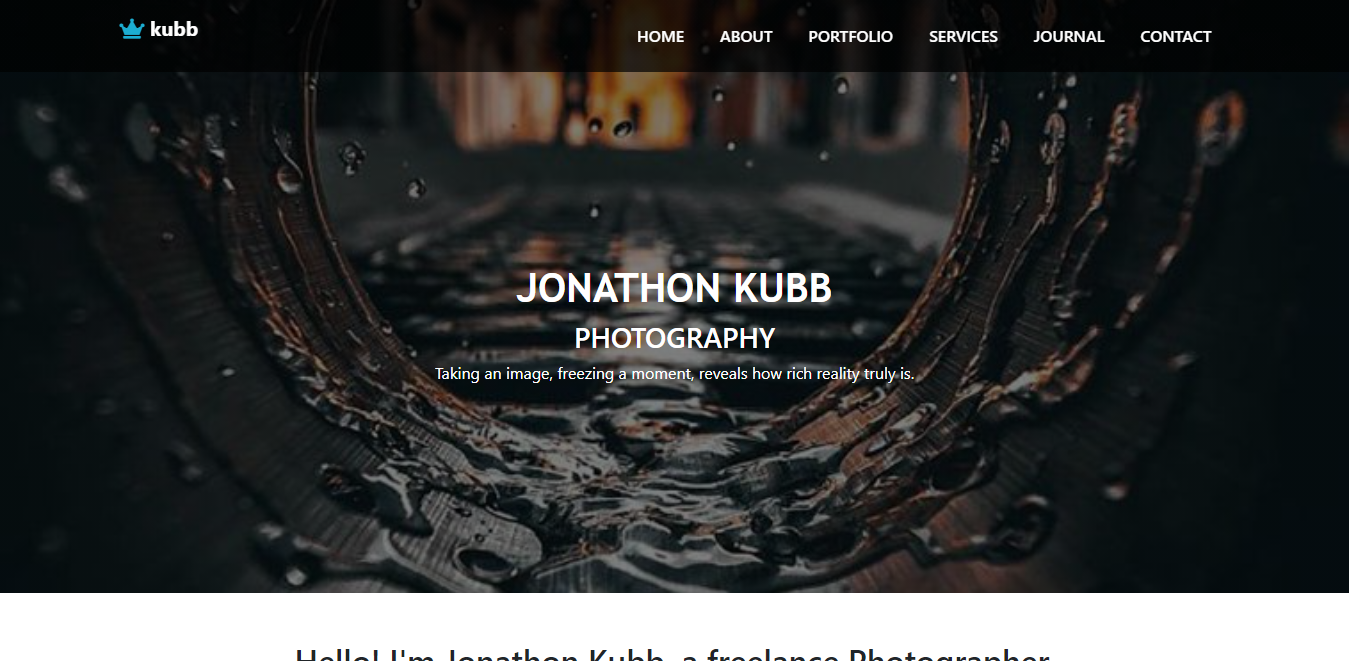 kubb
HOME ABOUT PORTFOLIO SERVICES JOURNAL CONTACT
JONATHON KUBB
PHOTOGRAPHY
Taking an image, freezing a moment, reveals how rich reality truly is.
Hello! I'm Jonathon Kubb, a freelance Photographer